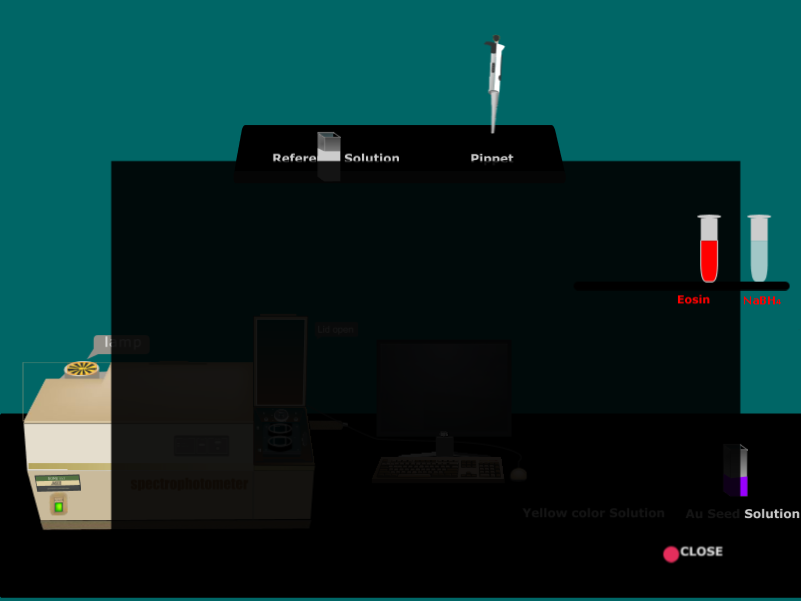 Refere Solution
Pippet
Eosin
NaBH₄
lamp
Lid open
spectrophotometer
Yellow color Solution
Au Seed Solution
CLOSE